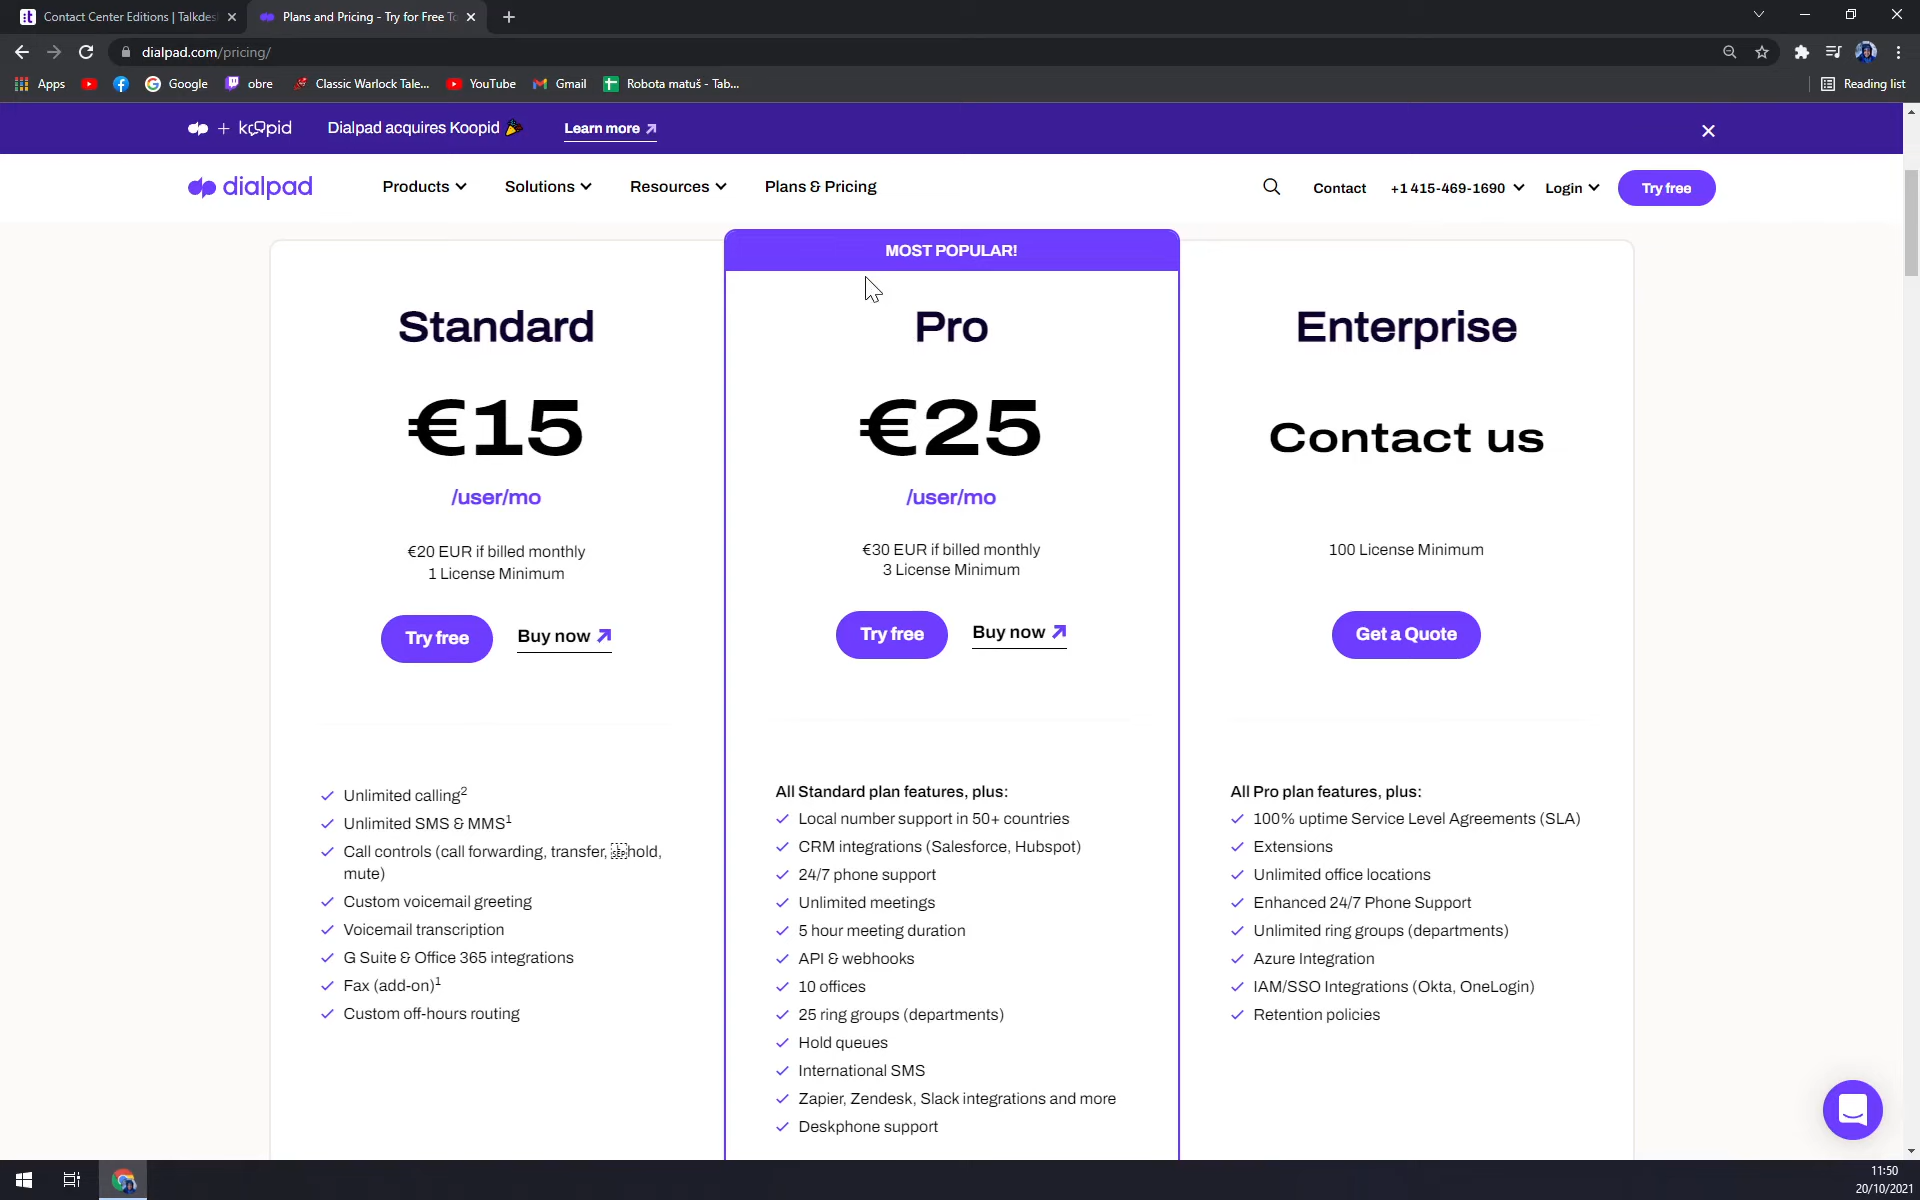 Contact Center Editions | Talkdes
Plans and Pricing - Try for Free To
dialpad.com/pricing/
Apps
Google
obre
Classic Warlock Tale...
YouTube
Gmail
Robota matuš - Tab...
Reading list
+ koopid
Dialpad acquires Koopid
Learn more
dialpad
Products
Solutions
Resources
Plans & Pricing
Contact
+1 415-469-1690
Login
Try free
MOST POPULAR!
Standard
€15
/user/mo
€20 EUR if billed monthly
1 License Minimum
Try free
Buy now
Unlimited calling2
Unlimited SMS & MMS1
Call controls (call forwarding, transfer, hold,
mute)
Custom voicemail greeting
Voicemail transcription
G Suite & Office 365 integrations
Fax (add-on)1
Custom off-hours routing
Pro
€25
/user/mo
€30 EUR if billed monthly
3 License Minimum
Try free
Buy now
All Standard plan features, plus:
Local number support in 50+ countries
CRM integrations (Salesforce, Hubspot)
24/7 phone support
Unlimited meetings
5 hour meeting duration
API & webhooks
10 offices
25 ring groups (departments)
Hold queues
International SMS
Zapier, Zendesk, Slack integrations and more
Deskphone support
Enterprise
Contact us
100 License Minimum
Get a Quote
All Pro plan features, plus:
100% uptime Service Level Agreements (SLA)
Extensions
Unlimited office locations
Enhanced 24/7 Phone Support
Unlimited ring groups (departments)
Azure Integration
IAM/SSO Integrations (Okta, OneLogin)
Retention policies
11:50
20/10/2021